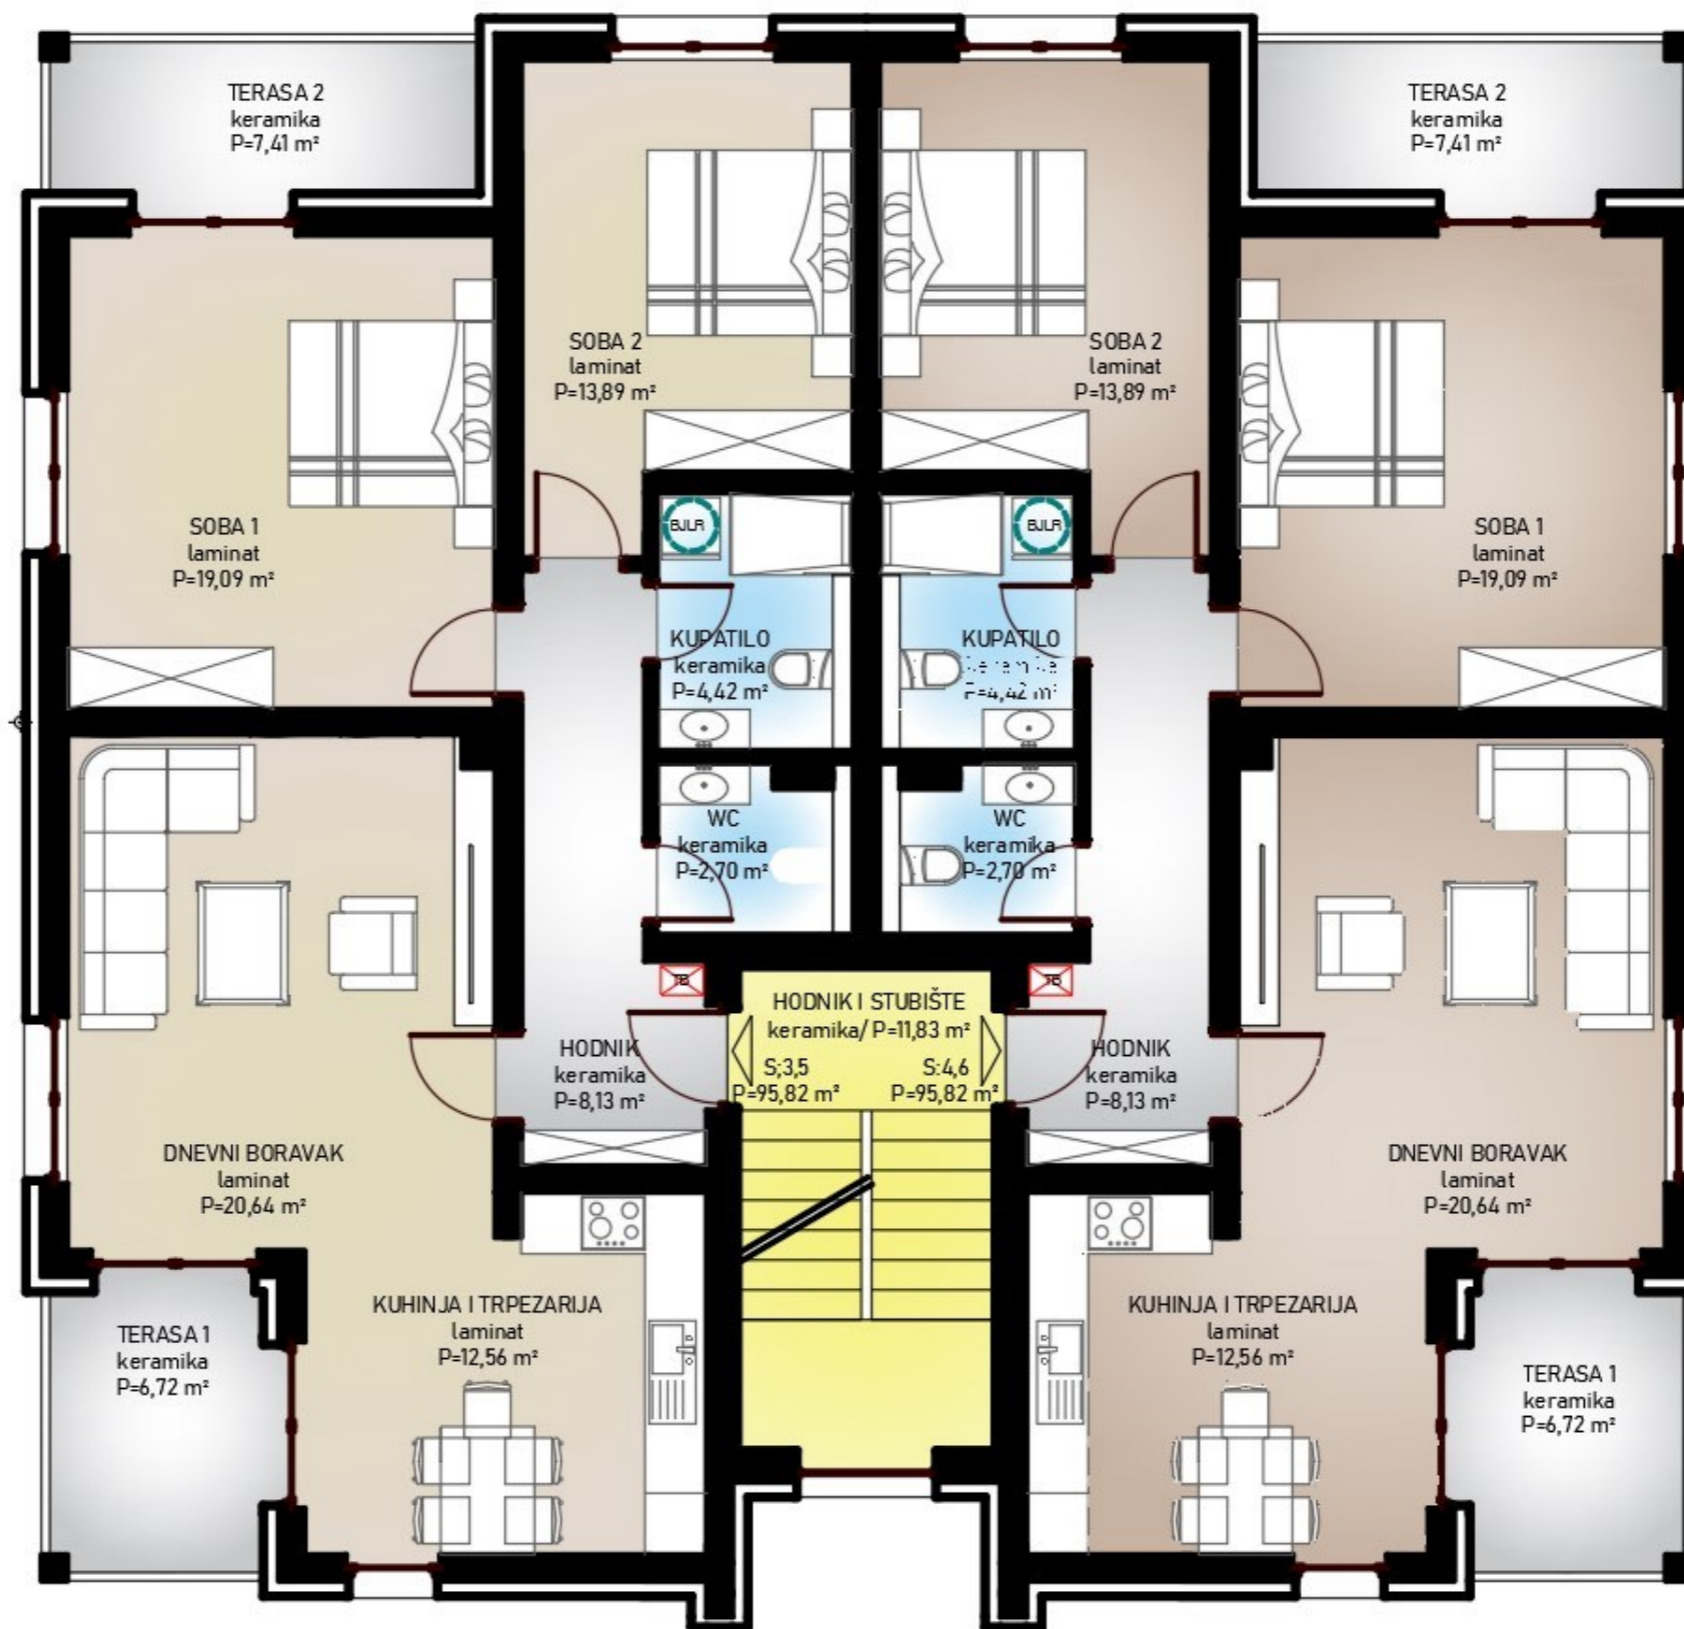 TERASA 2
keramika
P=7,41 m²
TERASA 2
keramika
P=7,41 m²
SOBA 2
laminat
P=13,89 m²
SOBA 2
laminat
P=13,89 m²
SOBA 1
laminat
P=19,09 m²
BJLR
BJLR
SOBA 1
laminat
P=19,09 m²
KUPATILO
keramika
P=4,42 m²
KUPATILO
keramika
P=4,42 m²
WC
keramika
P=2,70 m²
WC
keramika
P=2,70 m²
TB
TB
HODNIK I STUBIŠTE
keramika/ P=11,83 m²
S;3,5
P=95,82 m²
S:4,6
P=95,82 m²
HODNIK
keramika
P=8,13 m²
HODNIK
keramika
P=8,13 m²
DNEVNI BORAVAK
laminat
P=20,64 m²
DNEVNI BORAVAK
laminat
P=20,64 m²
TERASA 1
keramika
P=6,72 m²
KUHINJA I TRPEZARIJA
laminat
P=12,56 m²
KUHINJA I TRPEZARIJA
laminat
P=12,56 m²
TERASA 1
keramika
P=6,72 m²